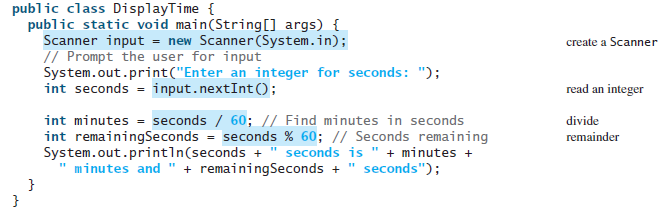 public class DisplayTime {
public static void main(String[] args) {
Scanner input = new Scanner(System.in); create a Scanner
// Prompt the user for input
System.out.print("Enter an integer for seconds: ");
int seconds = input.nextInt(); read an integer
int minutes = seconds / 60; // Find minutes in seconds divide
int remainingSeconds = seconds % 60; // Seconds remaining remainder
System.out.println(seconds + " seconds is " + minutes +
" minutes and " + remainingSeconds + " seconds");
}
}